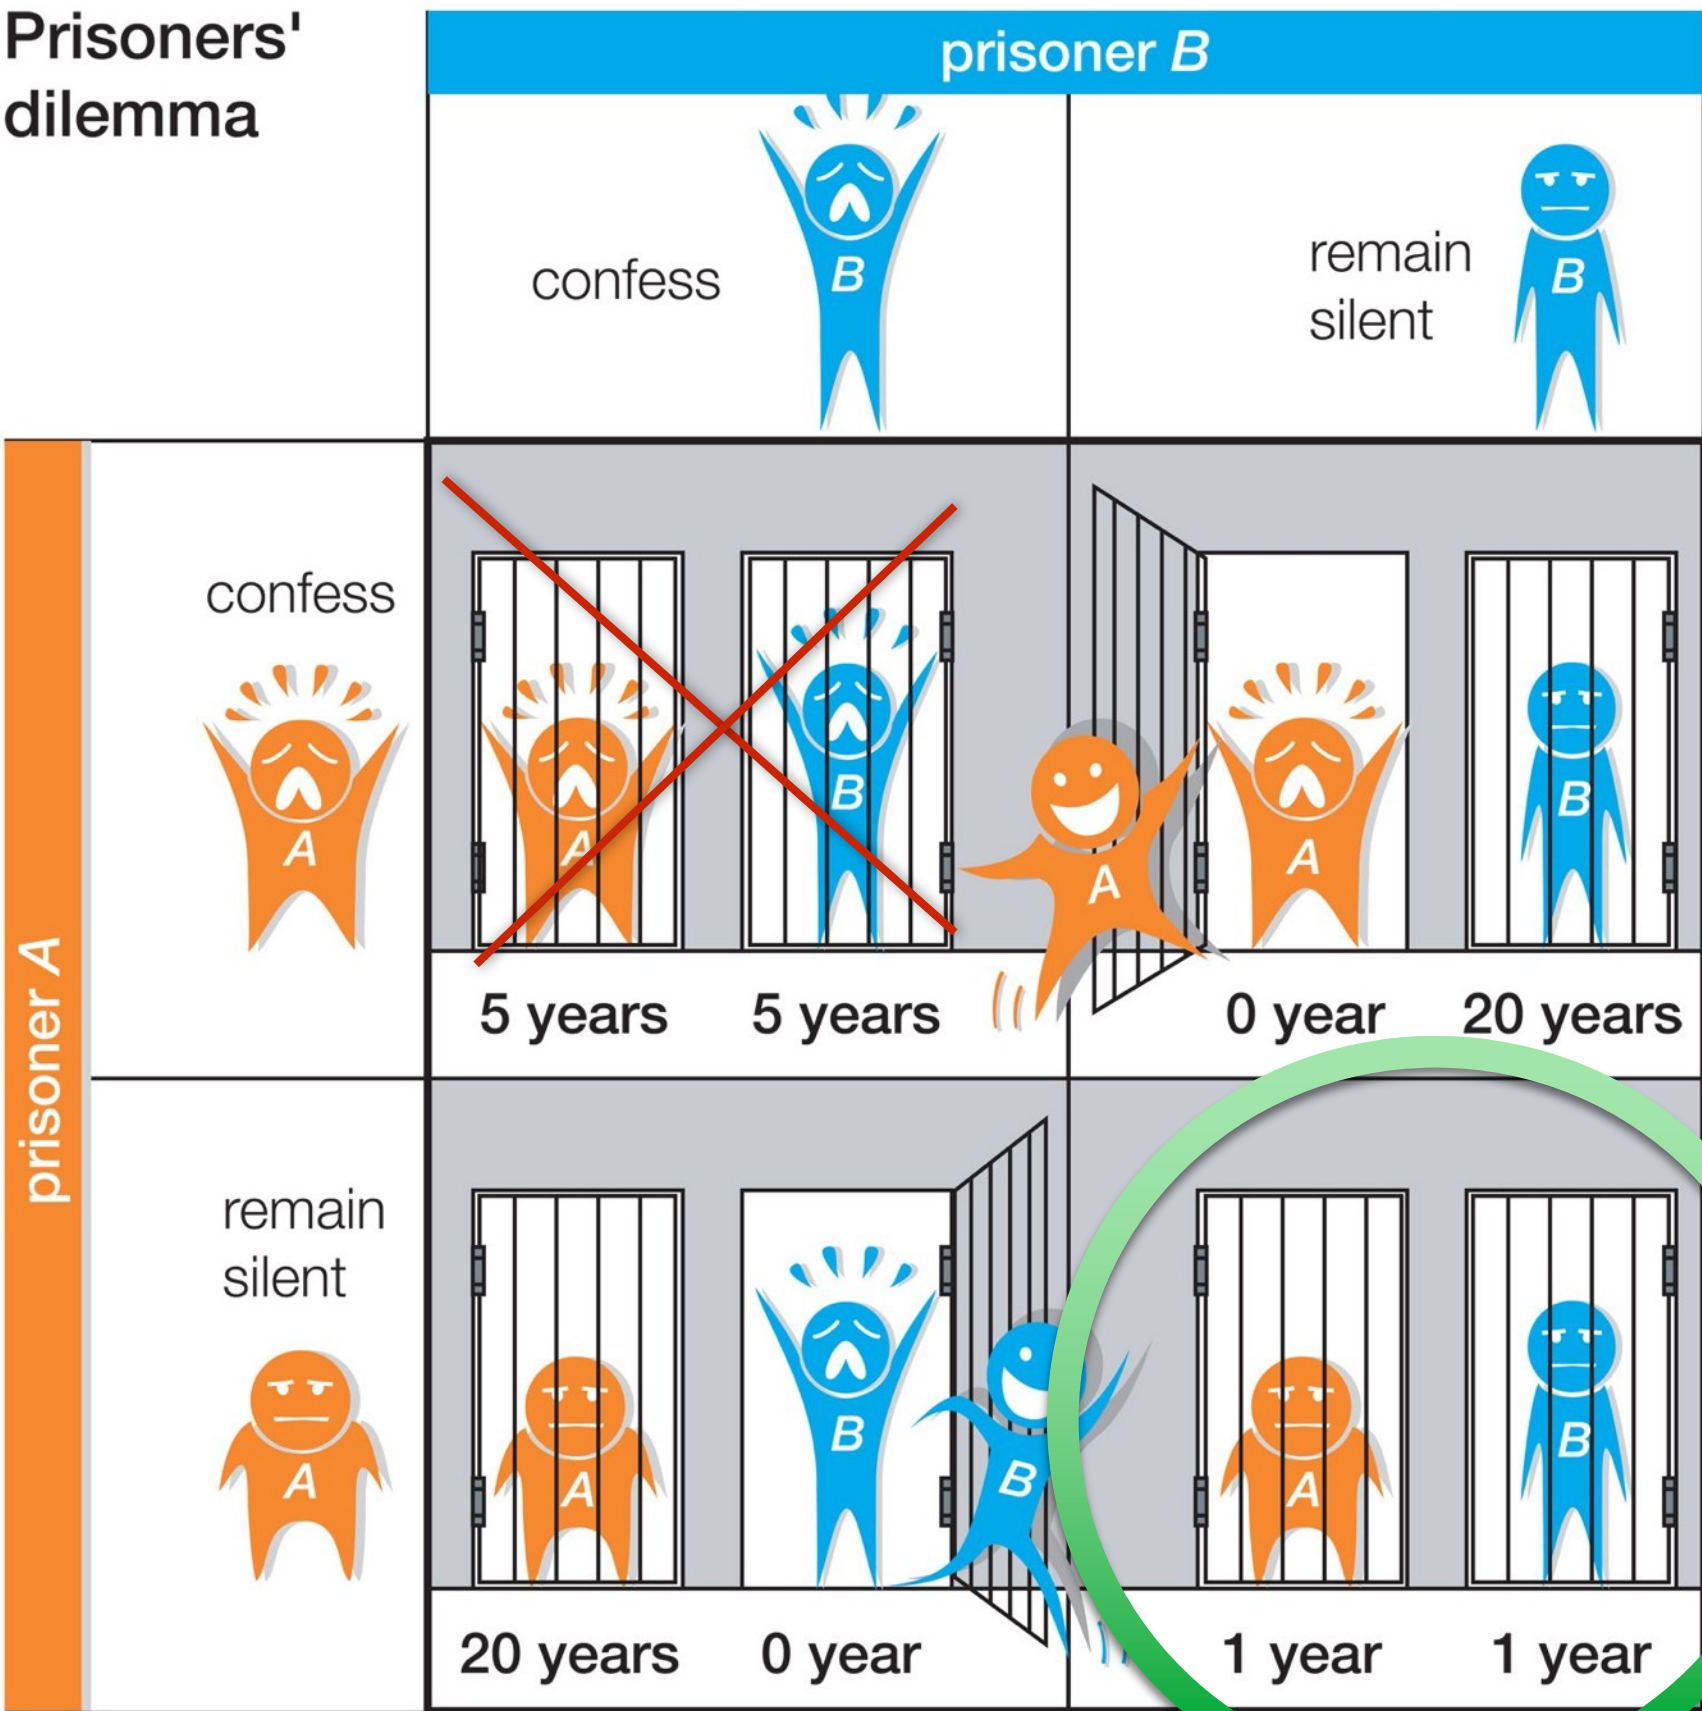 Prisoners'
dilemma
prisoner B
confess
B
remain
silent
B
prisoner A
confess
A
A
B
A
A
B
5 years
5 years
0 year
20 years
remain
silent
A
A
B
B
A
B
20 years
0 year
1 year
1 year